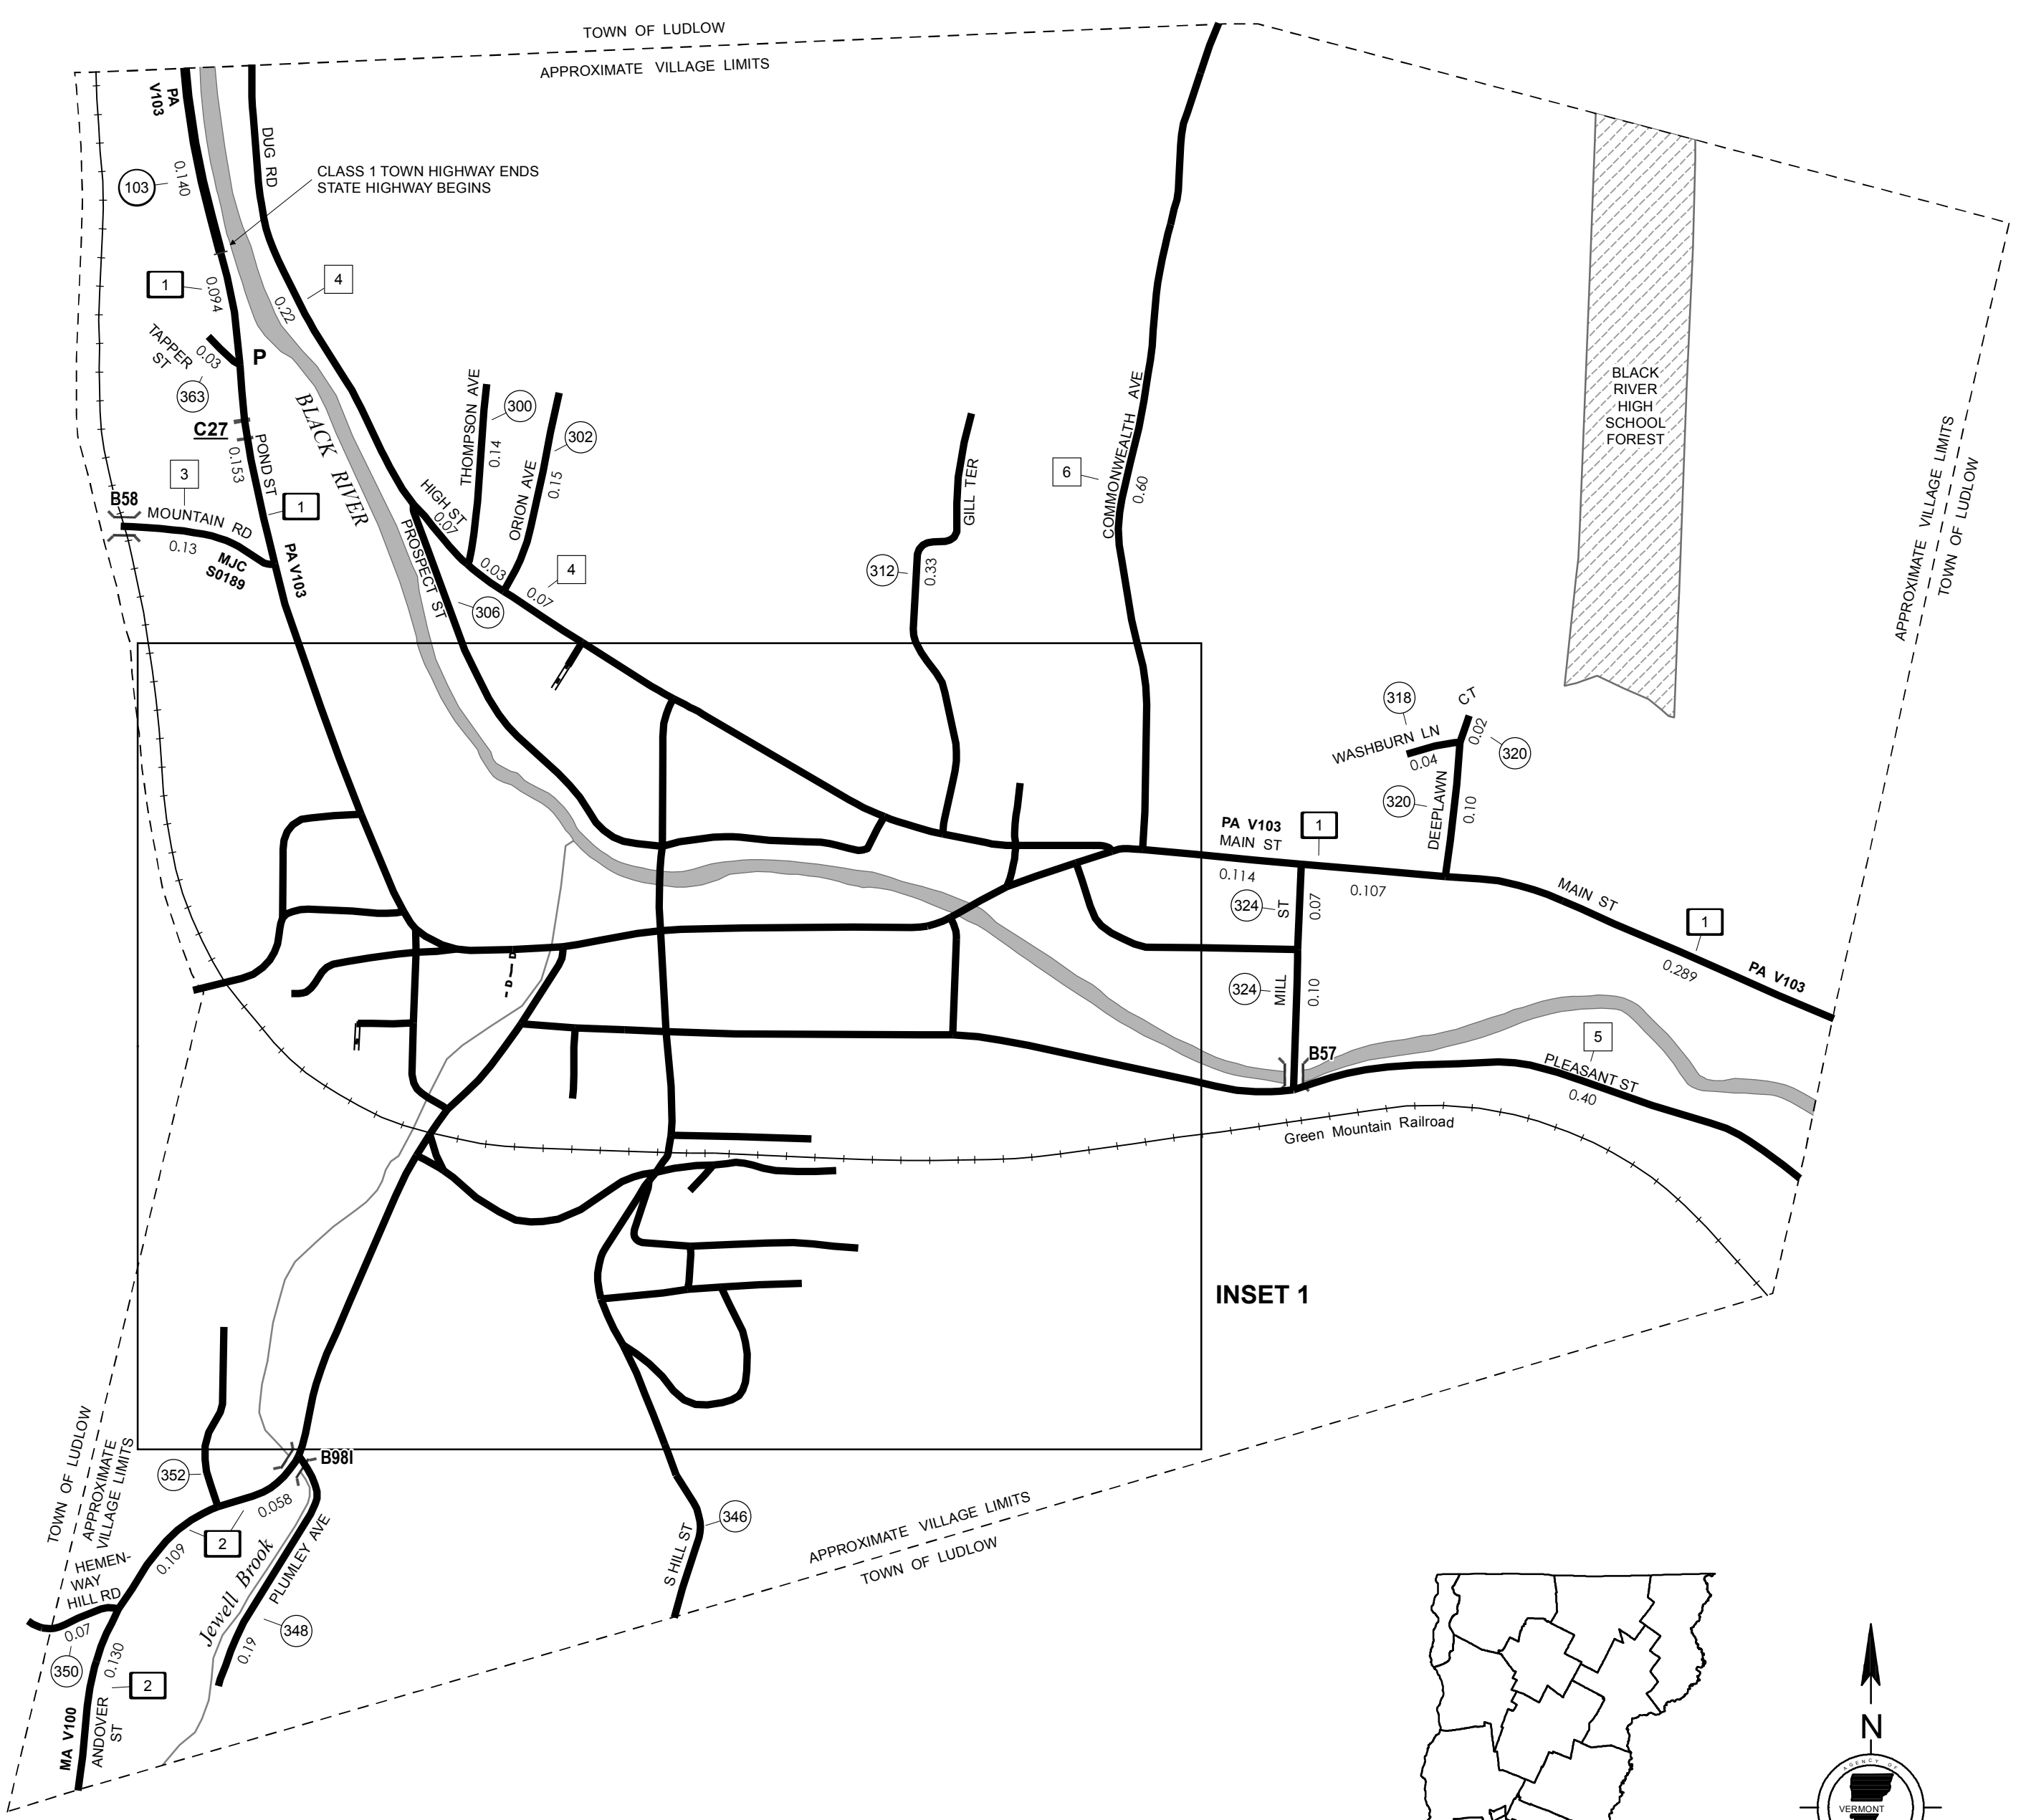 TOWN OF LUDLOW
APPROXIMATE VILLAGE LIMITS
PA
V103
DUG RD
103
0.140
CLASS 1 TOWN HIGHWAY ENDS
STATE HIGHWAY BEGINS
1
0.094
0.22
4
TAPPER
ST
0.03
P
363
C27
POND ST
0.153
BLACK RIVER
3
1
B58
MOUNTAIN RD
0.13
MJC
S0189
PA V103
HIGH ST
0.07
PROSPECT ST
THOMPSON AVE
300
0.14
ORION AVE
302
0.15
0.03
0.07
4
306
GILL TER
312
0.33
COMMONWEALTH AVE
6
0.60
BLACK
RIVER
HIGH
SCHOOL
FOREST
APPROXIMATE VILLAGE LIMITS
TOWN OF LUDLOW
318
CT
WASHBURN LN
0.04
0.02
320
320
DEEPLAWN
0.10
PA V103
MAIN ST
1
0.114
0.107
324
ST
0.07
MAIN ST
1
0.289
PA V103
324
MILL
0.10
B57
5
PLEASANT ST
0.40
Green Mountain Railroad
INSET 1
TOWN OF LUDLOW
APPROXIMATE
VILLAGE LIMITS
352
B98I
0.058
2
0.109
HEMEN-
WAY
HILL RD
0.07
350
0.130
2
Jewell Brook
PLUMLEY AVE
348
0.19
MA V100
ANDOVER
ST
S HILL ST
346
APPROXIMATE VILLAGE LIMITS
TOWN OF LUDLOW
N
AGENCY OF
VERMONT